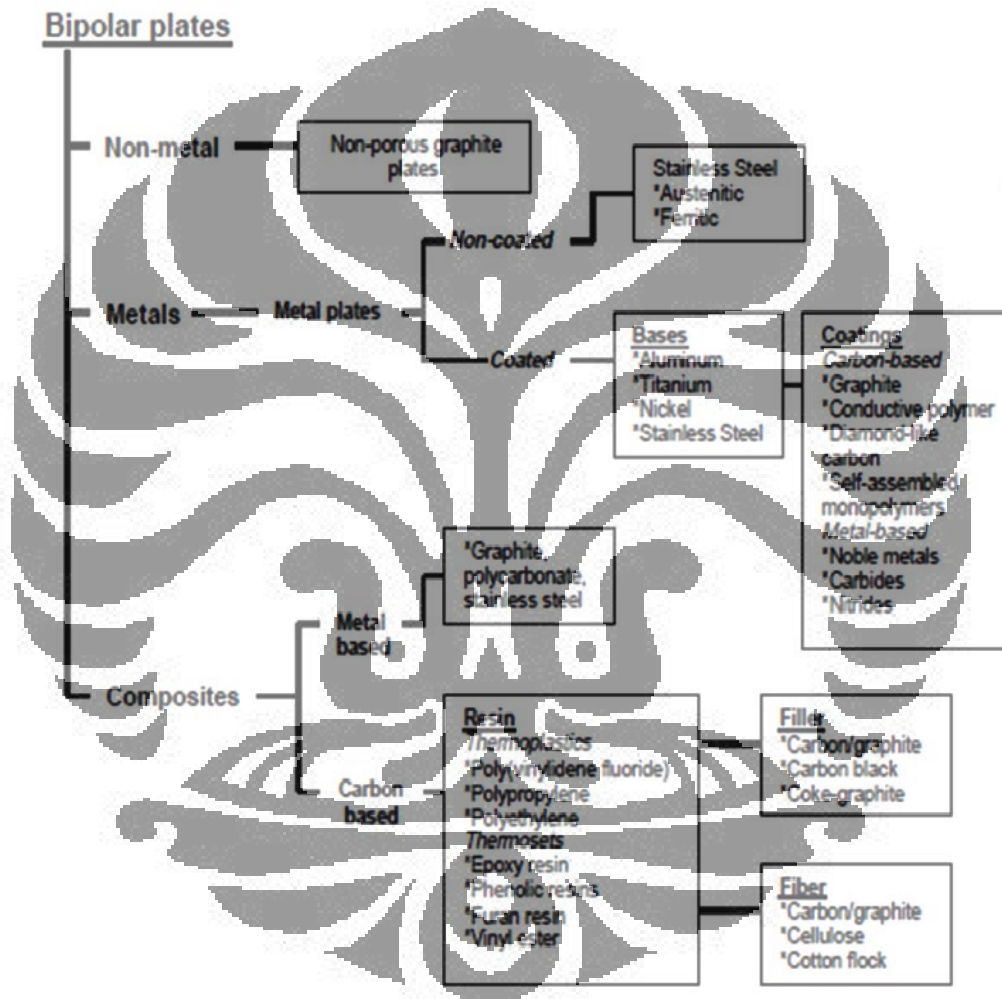 Bipolar plates
Non-metal
Non-porous graphite
plates
Stainless Steel
*Austenitic
*Ferritic
Non-coated
Metals
Metal plates
Coated
Bases
*Aluminum
*Titanium
*Nickel
*Stainless Steel
Coatings
Carbon-based
*Graphite
*Conductive polymer
*Diamond-like
carbon
*Self-assembled
monopolymers
Metal-based
*Noble metals
*Carbides
*Nitrides
*Graphite,
polycarbonate,
stainless steel
Metal
based
Composites
Carbon
based
Resin
Thermoplastics
*Poly(vinylidene fluoride)
*Polypropylene
*Polyethylene
Thermosets
*Epoxy resin
*Phenolic resins
*Furan resin
*Vinyl ester
Filler
*Carbon/graphite
*Carbon black
*Coke-graphite
Fiber
*Carbon/graphite
*Cellulose
*Cotton flock